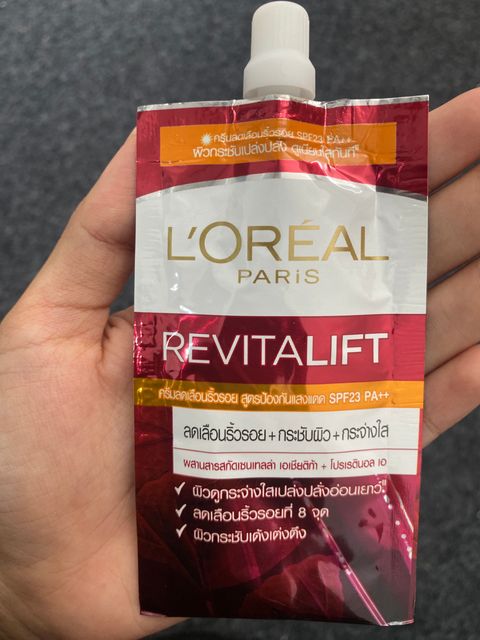 ครีมลดเลือนริ้วรอย SPF23 PA++
ผิวกระชับเปล่งปลั่ง ดูเนียนใสทันที
L'ORÉAL
PARIS
REVITALIFT
ครีมลดเลือนริ้วรอย สูตรป้องกันแสงแดด SPF23 PA++
ลดเลือนริ้วรอย+กระชับผิว+กระจ่างใส
ผสานสารสกัดเซนเทลล่า เอเชียติก้า + โปรเรตินอล เอ
✓ ผิวดูกระจ่างใสเปล่งปลั่งอ่อนเยาว์
✓ ลดเลือนริ้วรอยที่ 8 จุด
✓ ผิวกระชับเด้งเต่งตึง